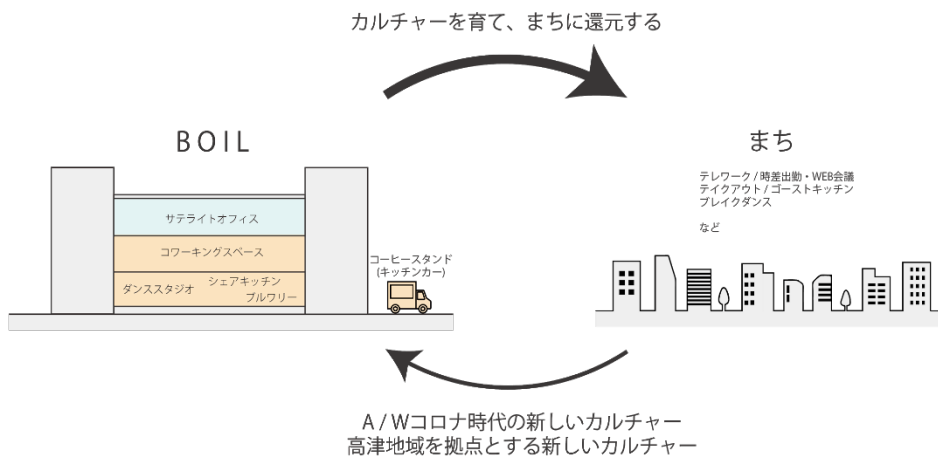 カルチャーを育て、まちに還元する
BOIL
まち
テレワーク / 時差出勤・WEB会議
テイクアウト / ゴーストキッチン
ブレイクダンス
など
サテライトオフィス
コワーキングスペース
ダンススタジオ
シェアキッチン
ブルワリー
コーヒースタンド
(キッチンカー)
A / Wコロナ時代の新しいカルチャー
高津地域を拠点とする新しいカルチャー